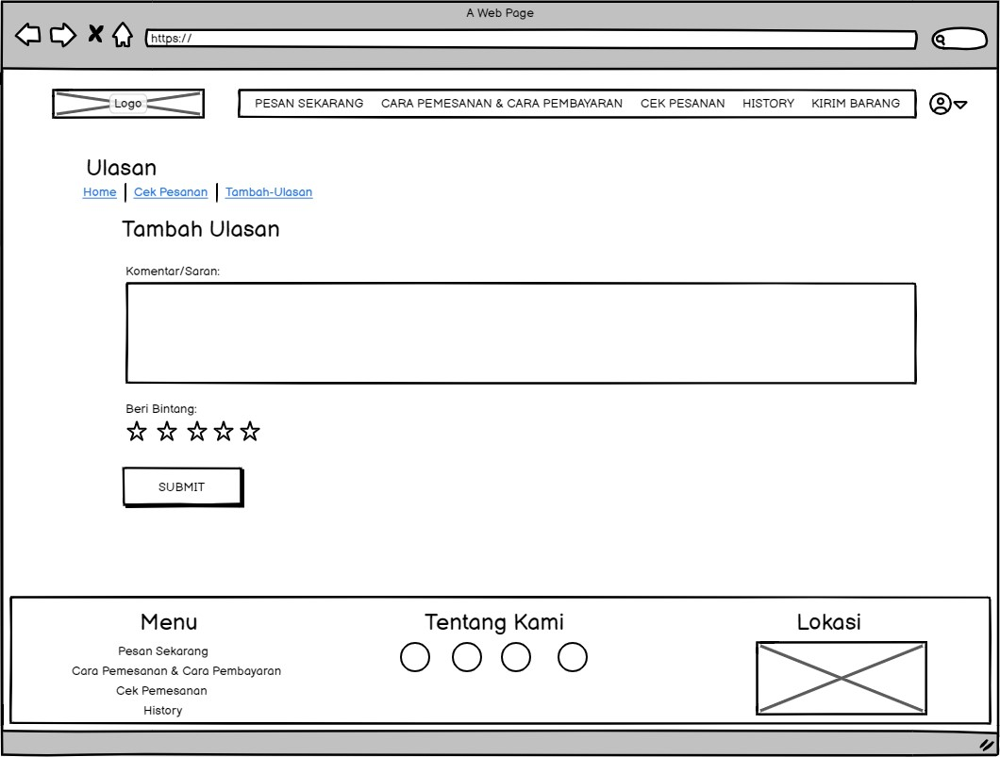 A Web Page
https://
Logo
PESAN SEKARANG CARA PEMESANAN & CARA PEMBAYARAN CEK PESANAN HISTORY KIRIM BARANG
Ulasan
Home Cek Pesanan Tambah-Ulasan
Tambah Ulasan
Komentar/Saran:
Beri Bintang:
SUBMIT
Menu
Pesan Sekarang
Cara Pemesanan & Cara Pembayaran
Cek Pemesanan
History
Tentang Kami
Lokasi